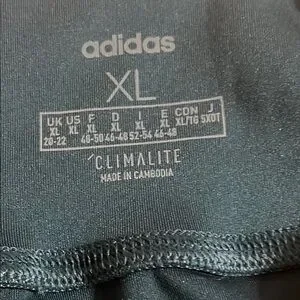 adidas
XL
UK US F D I E CDN J
XL XL XL XL XL XL XL/TG 5XOT
20-22 48-50 46-48 52-54 46-48
CLIMALITE
MADE IN CAMBODIA